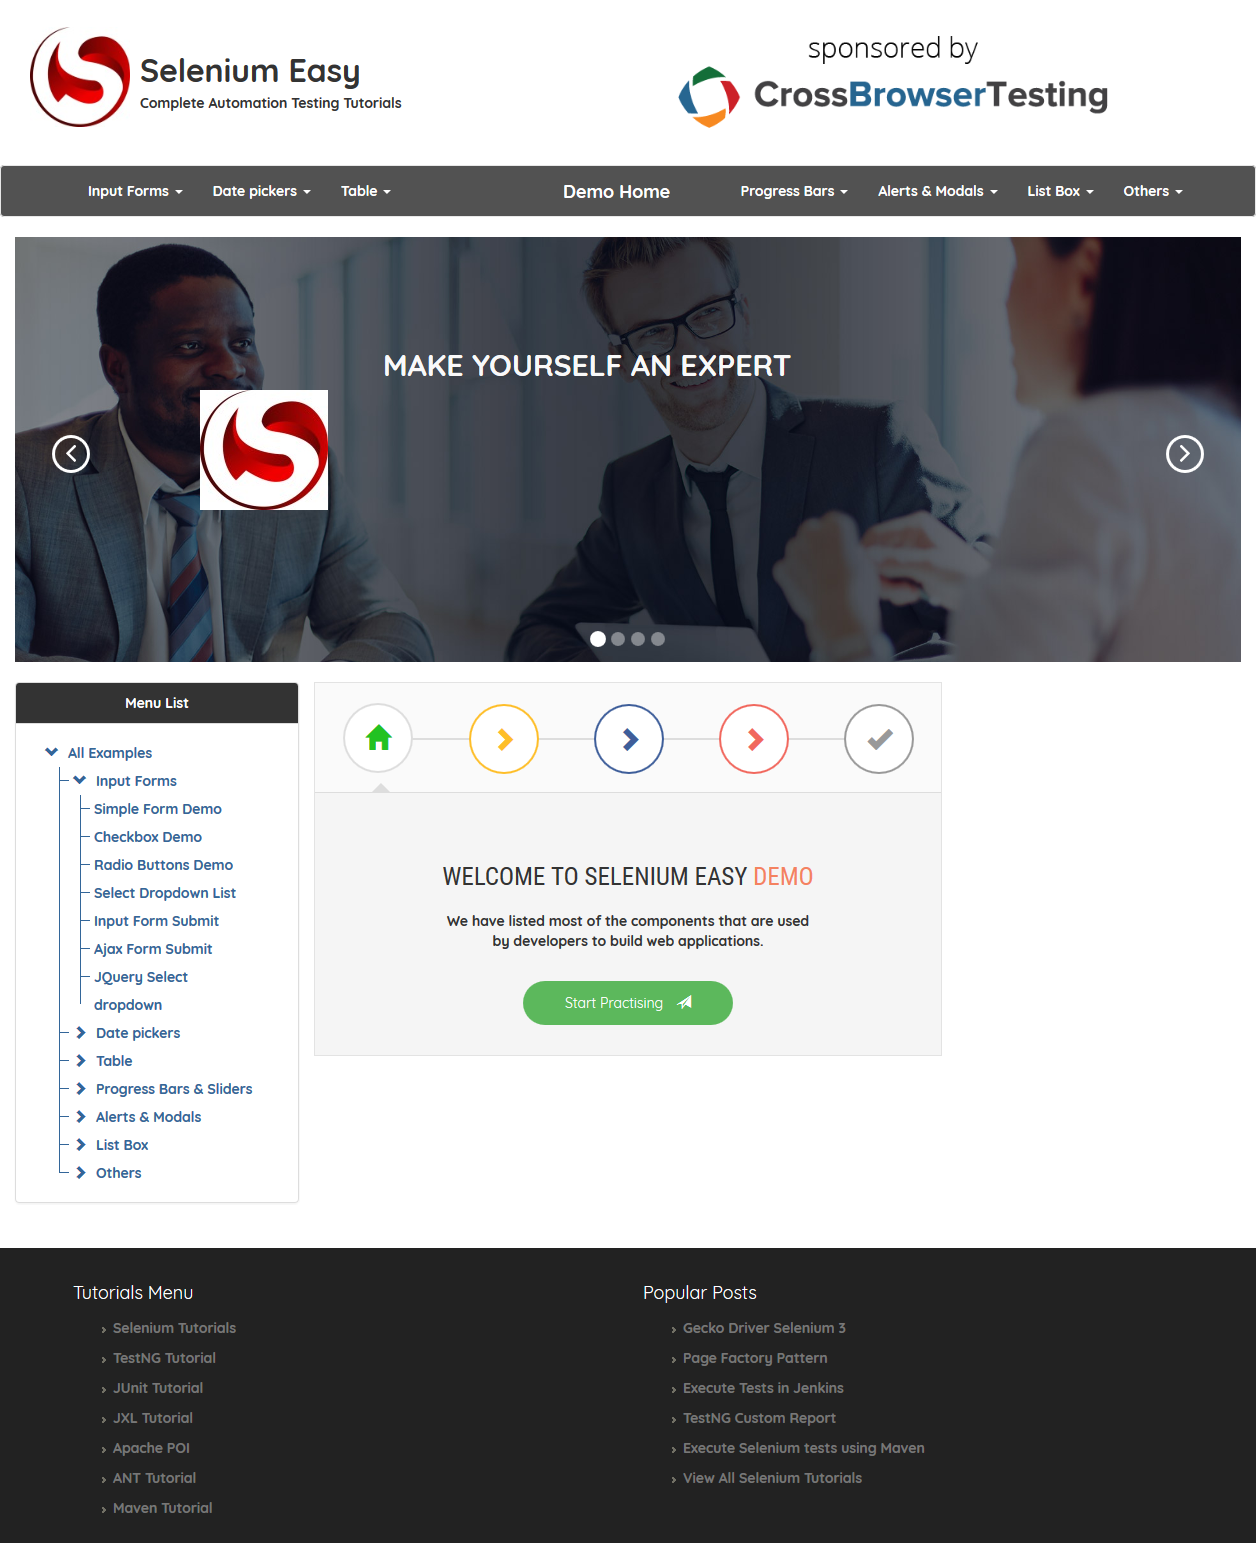 Selenium Easy
Complete Automation Testing Tutorials
sponsored by
CrossBrowserTesting
Input Forms
Date pickers
Table
Demo Home
Progress Bars
Alerts & Modals
List Box
Others
MAKE YOURSELF AN EXPERT
Menu List
All Examples
Input Forms
Simple Form Demo
Checkbox Demo
Radio Buttons Demo
Select Dropdown List
Input Form Submit
Ajax Form Submit
JQuery Select
dropdown
Date pickers
Table
Progress Bars & Sliders
Alerts & Modals
List Box
Others
WELCOME TO SELENIUM EASY DEMO
We have listed most of the components that are used
by developers to build web applications.
Start Practising
Tutorials Menu
Selenium Tutorials
TestNG Tutorial
JUnit Tutorial
JXL Tutorial
Apache POI
ANT Tutorial
Maven Tutorial
Popular Posts
Gecko Driver Selenium 3
Page Factory Pattern
Execute Tests in Jenkins
TestNG Custom Report
Execute Selenium tests using Maven
View All Selenium Tutorials